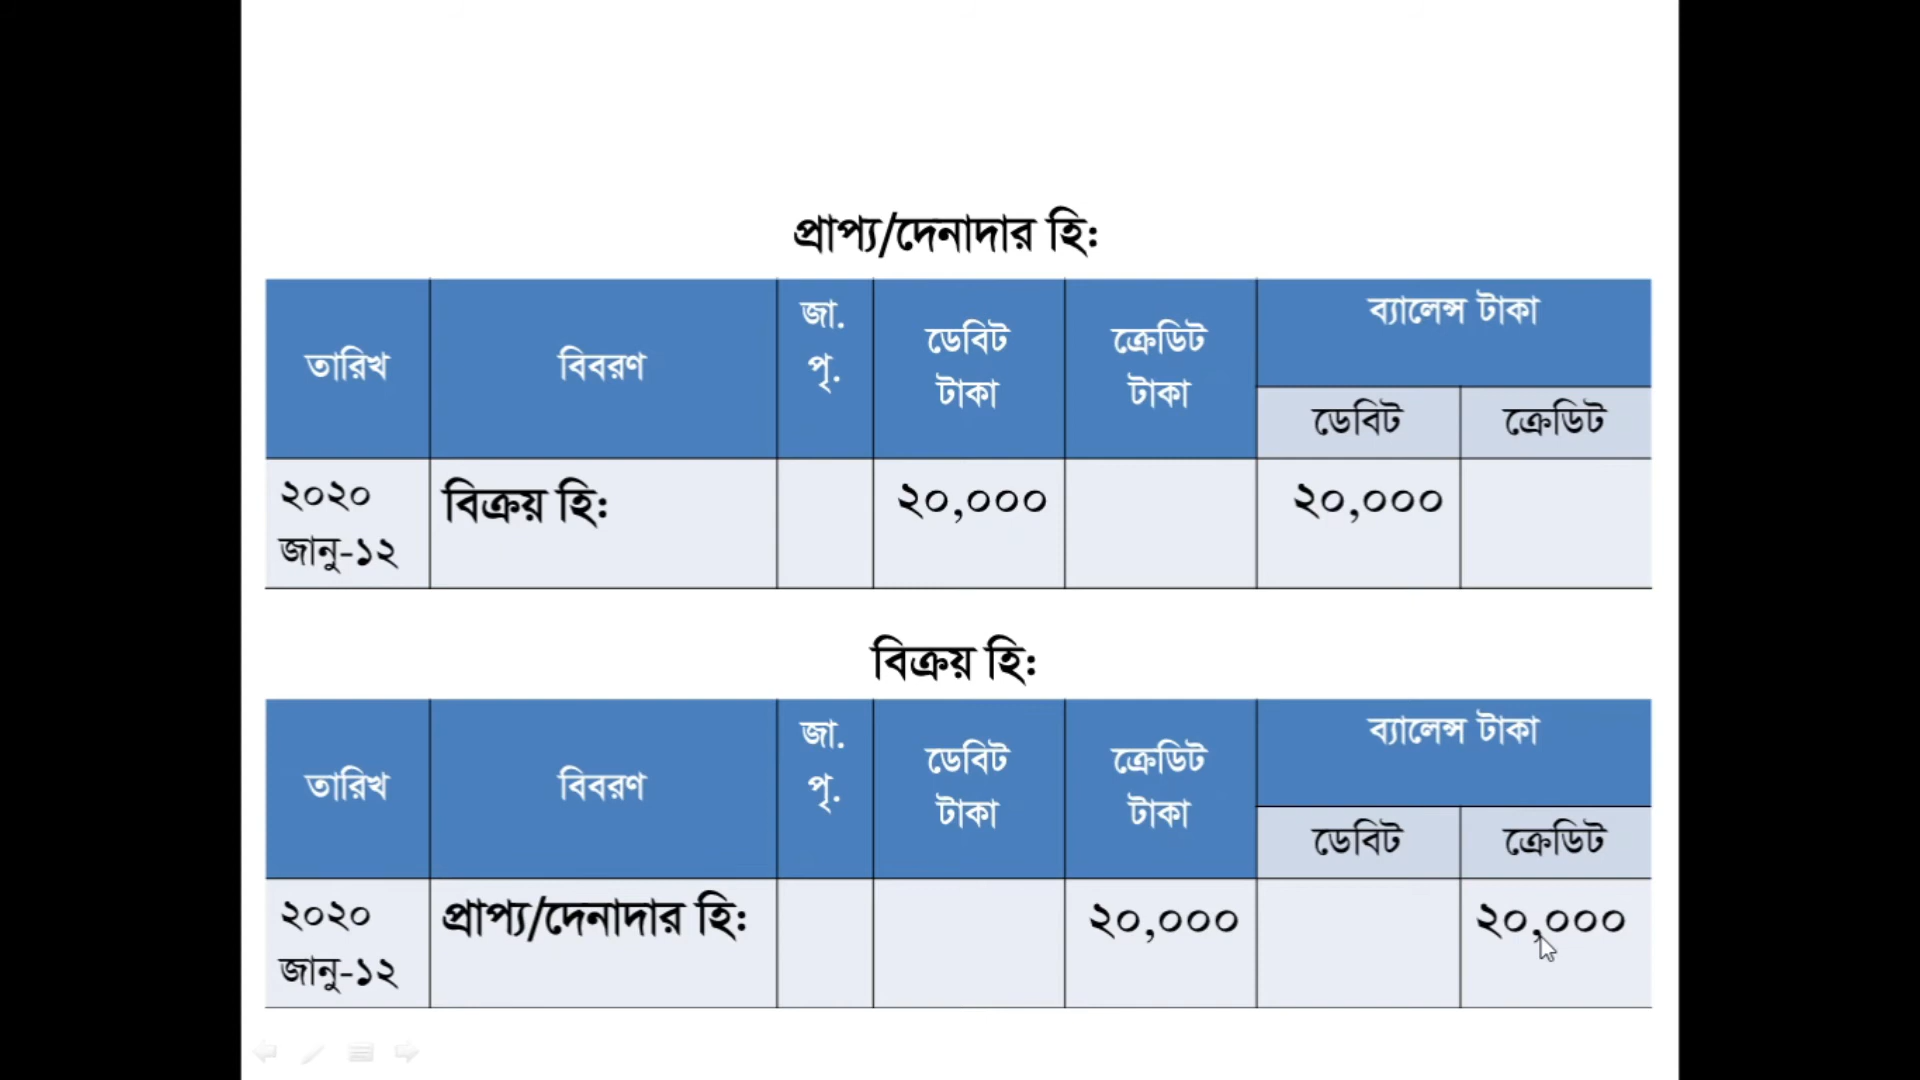 প্রাপ্য/দেনাদার হি:
তারিখ
বিবরণ
জা.
পৃ.
ডেবিট
টাকা
ক্রেডিট
টাকা
ব্যালেন্স টাকা
ডেবিট
ক্রেডিট
২০২০
জানু-১২
বিক্রয় হি:
২০,০০০
২০,০০০
বিক্রয় হি:
তারিখ
বিবরণ
জা.
পৃ.
ডেবিট
টাকা
ক্রেডিট
টাকা
ব্যালেন্স টাকা
ডেবিট
ক্রেডিট
২০২০
জানু-১২
প্রাপ্য/দেনাদার হি:
২০,০০০
২০,০০০